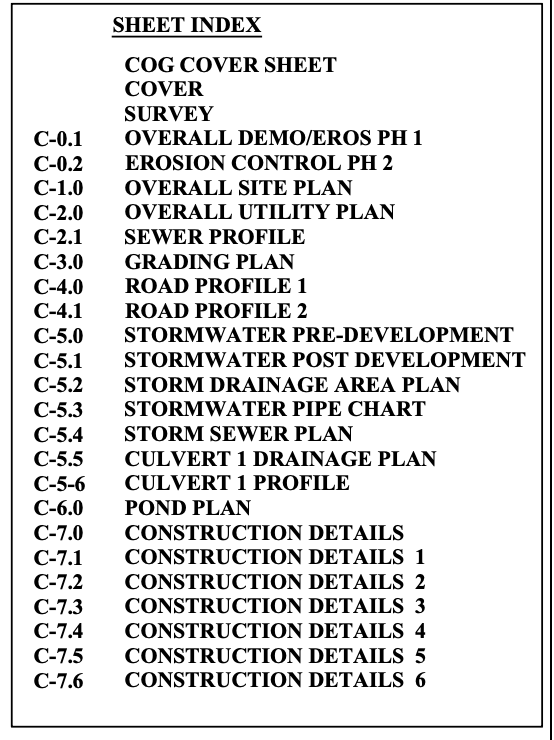 SHEET INDEX
COG COVER SHEET
COVER
SURVEY
C-0.1 OVERALL DEMO/EROS PH 1
C-0.2 EROSION CONTROL PH 2
C-1.0 OVERALL SITE PLAN
C-2.0 OVERALL UTILITY PLAN
C-2.1 SEWER PROFILE
C-3.0 GRADING PLAN
C-4.0 ROAD PROFILE 1
C-4.1 ROAD PROFILE 2
C-5.0 STORMWATER PRE-DEVELOPMENT
C-5.1 STORMWATER POST DEVELOPMENT
C-5.2 STORM DRAINAGE AREA PLAN
C-5.3 STORMWATER PIPE CHART
C-5.4 STORM SEWER PLAN
C-5.5 CULVERT 1 DRAINAGE PLAN
C-5-6 CULVERT 1 PROFILE
C-6.0 POND PLAN
C-7.0 CONSTRUCTION DETAILS
C-7.1 CONSTRUCTION DETAILS 1
C-7.2 CONSTRUCTION DETAILS 2
C-7.3 CONSTRUCTION DETAILS 3
C-7.4 CONSTRUCTION DETAILS 4
C-7.5 CONSTRUCTION DETAILS 5
C-7.6 CONSTRUCTION DETAILS 6